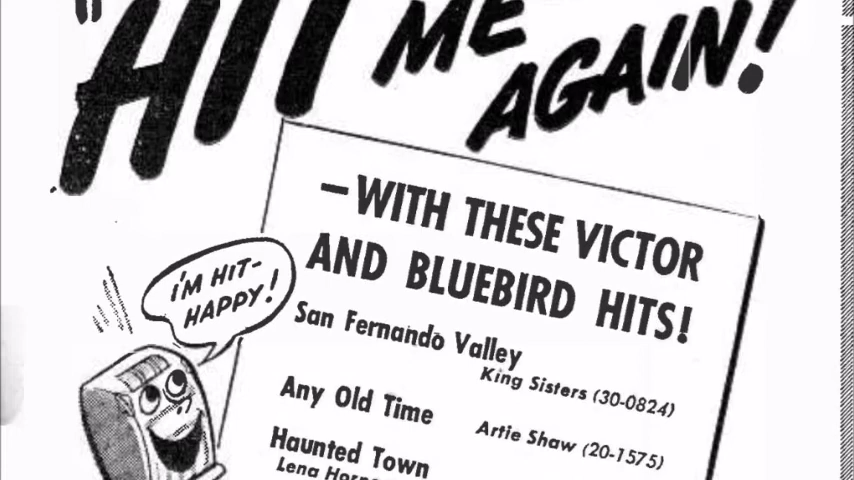 "HIT
ME
AGAIN!
—WITH THESE VICTOR
AND BLUEBIRD HITS!
I'M HIT-
HAPPY!
San Fernando Valley
King Sisters (30-0824)
Any Old Time
Artie Shaw (20-1575)
Haunted Town
Lena Horne